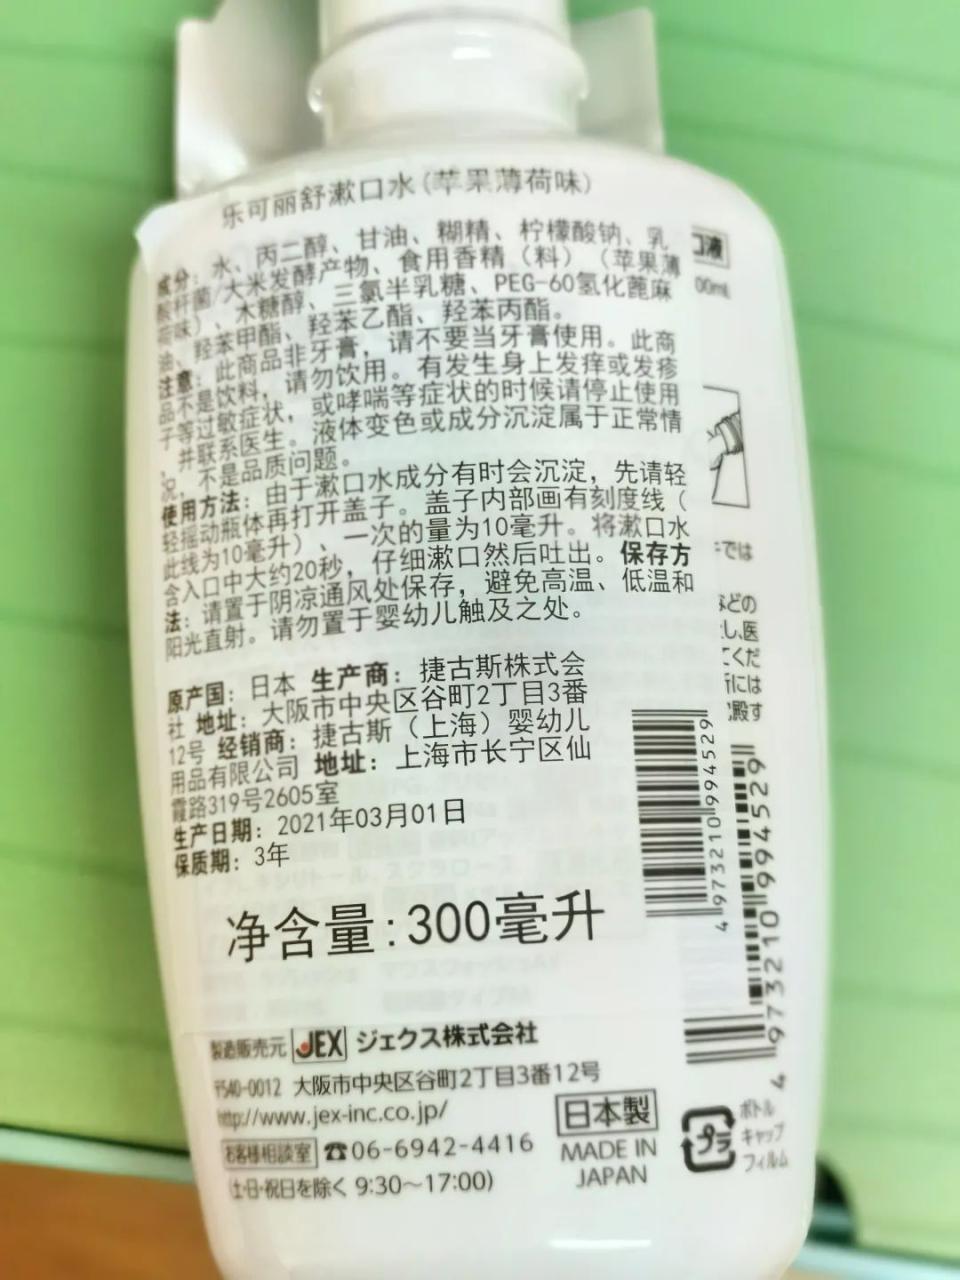 乐可丽舒漱口水(苹果薄荷味)
成分：水、丙二醇、甘油、糊精、柠檬酸钠、乳
酸杆菌/大米发酵产物、食用香精（料）（苹果薄
荷味）、木糖醇、三氯半乳糖、PEG-60氢化蓖麻
油、羟苯甲酯、羟苯乙酯、羟苯丙酯。
注意：此商品非牙膏，请不要当牙膏使用。此商
品不是饮料，请勿饮用。有发生身上发痒或发疹
子等过敏症状，或哮喘等症状的时候请停止使用
，并联系医生。液体变色或成分沉淀属于正常情
况，不是品质问题。
使用方法：由于漱口水成分有时会沉淀，先请轻
轻摇动瓶体再打开盖子。盖子内部画有刻度线（
此线为10毫升）、一次的量为10毫升。将漱口水
含入口中大约20秒，仔细漱口然后吐出。保存方
法：请置于阴凉通风处保存，避免高温、低温和
阳光直射。请勿置于婴幼儿触及之处。
原产国：日本 生产商：捷古斯株式会
社 地址：大阪市中央区谷町2丁目3番
12号 经销商：捷古斯（上海）婴幼儿
用品有限公司 地址：上海市长宁区仙
霞路319号2605室
生产日期：2021年03月01日
保质期：3年
净含量:300毫升
4973210994529
4973210994529
製造販売元 JEX ジェクス株式会社
〒540-0012 大阪市中央区谷町2丁目3番12号
http://www.jex-inc.co.jp/
お客様相談室 ☎06-6942-4416
(土・日・祝日を除く 9:30～17:00)
日本製
MADE IN
JAPAN
プラ
ボトル
キャップ
フィルム
口液
00mL
では
などの
し、医
てくだ
には
殿す